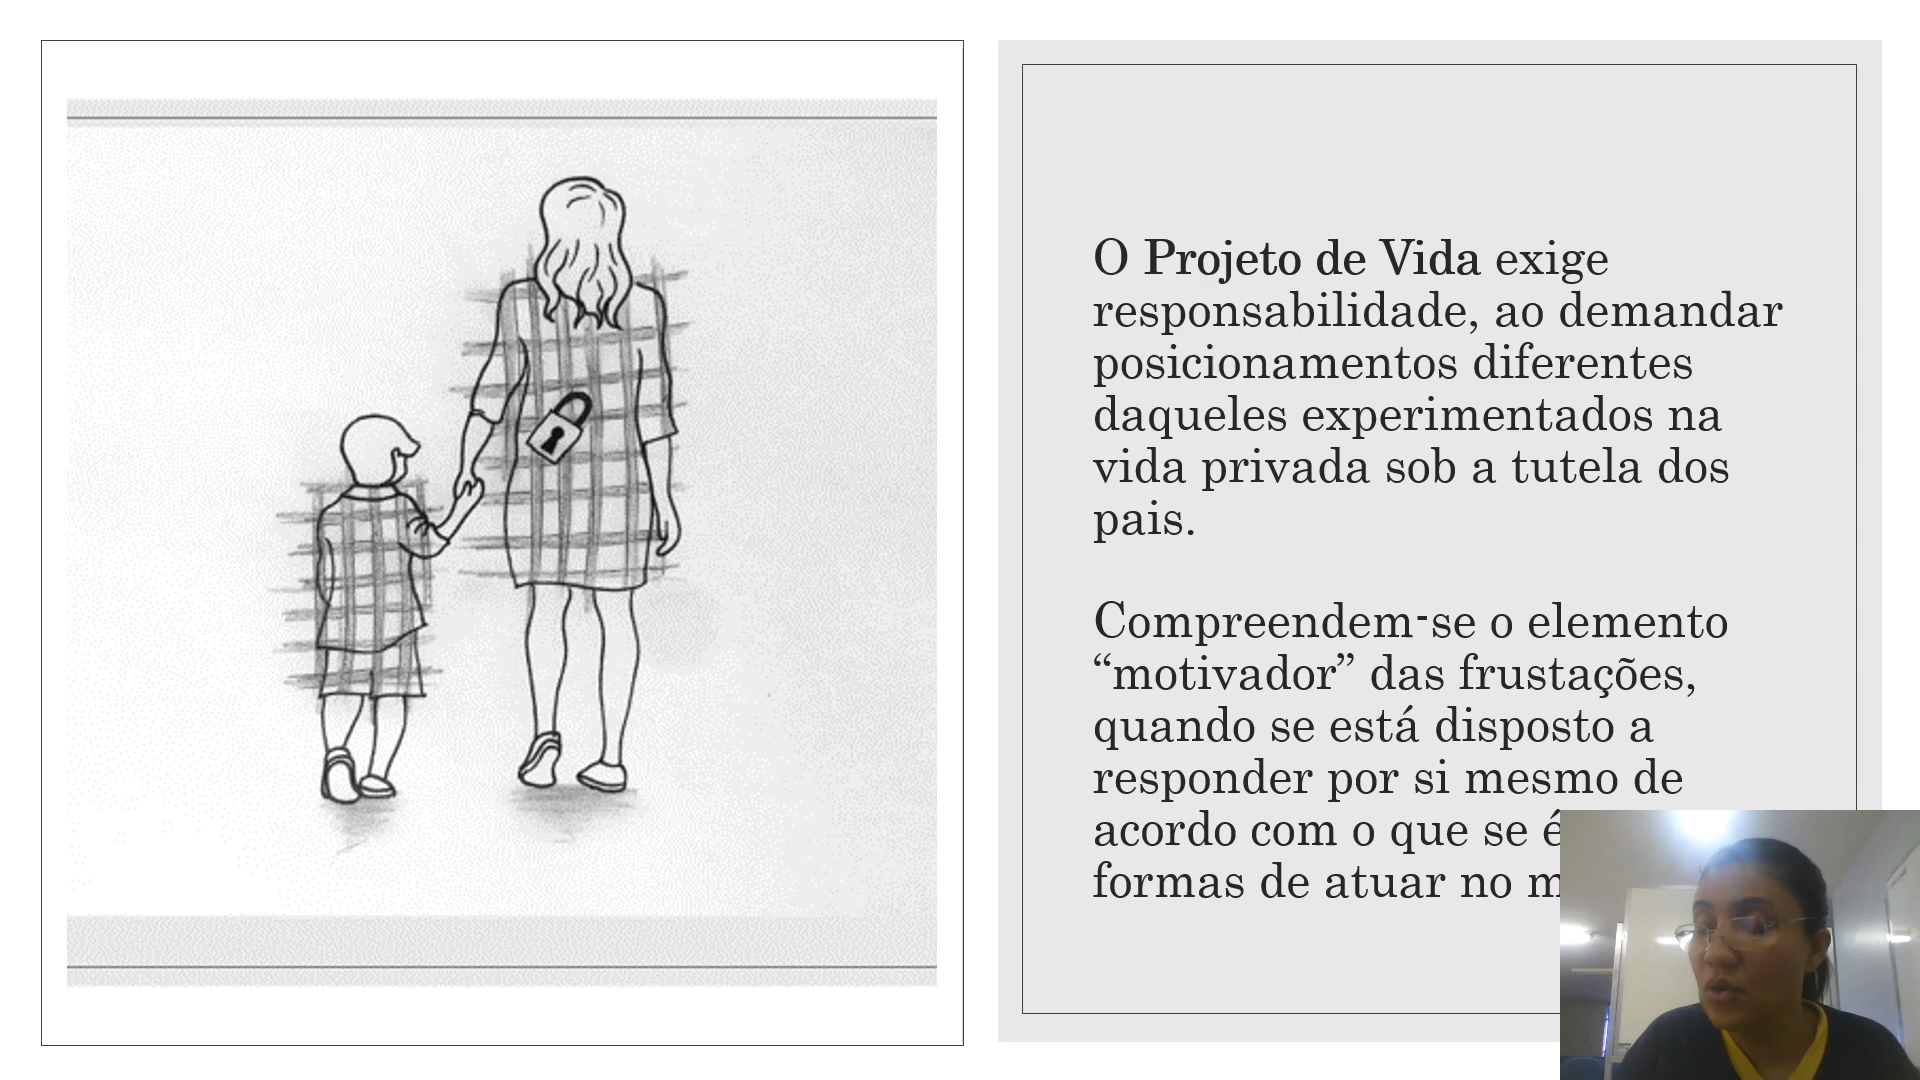 O Projeto de Vida exige
responsabilidade, ao demandar
posicionamentos diferentes
daqueles experimentados na
vida privada sob a tutela dos
pais.
Compreendem-se o elemento
“motivador” das frustações,
quando se está disposto a
responder por si mesmo de
acordo com o que se é
formas de atuar no